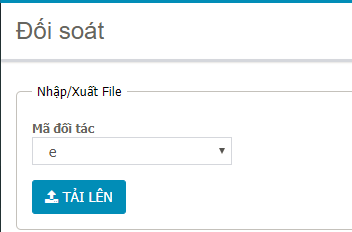 Đối soát
Nhập/Xuất File
Mã đối tác
e
TẢI LÊN